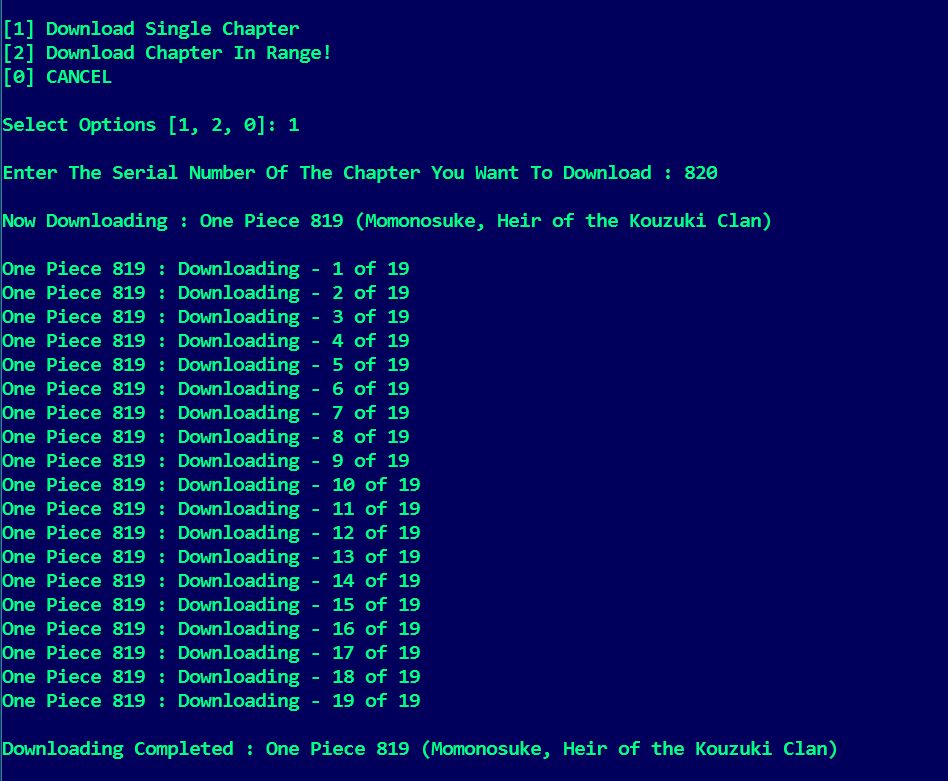 [1] Download Single Chapter
[2] Download Chapter In Range!
[0] CANCEL
Select Options [1, 2, 0]: 1
Enter The Serial Number Of The Chapter You Want To Download : 820
Now Downloading : One Piece 819 (Momonosuke, Heir of the Kouzuki Clan)
One Piece 819 : Downloading - 1 of 19
One Piece 819 : Downloading - 2 of 19
One Piece 819 : Downloading - 3 of 19
One Piece 819 : Downloading - 4 of 19
One Piece 819 : Downloading - 5 of 19
One Piece 819 : Downloading - 6 of 19
One Piece 819 : Downloading - 7 of 19
One Piece 819 : Downloading - 8 of 19
One Piece 819 : Downloading - 9 of 19
One Piece 819 : Downloading - 10 of 19
One Piece 819 : Downloading - 11 of 19
One Piece 819 : Downloading - 12 of 19
One Piece 819 : Downloading - 13 of 19
One Piece 819 : Downloading - 14 of 19
One Piece 819 : Downloading - 15 of 19
One Piece 819 : Downloading - 16 of 19
One Piece 819 : Downloading - 17 of 19
One Piece 819 : Downloading - 18 of 19
One Piece 819 : Downloading - 19 of 19
Downloading Completed : One Piece 819 (Momonosuke, Heir of the Kouzuki Clan)